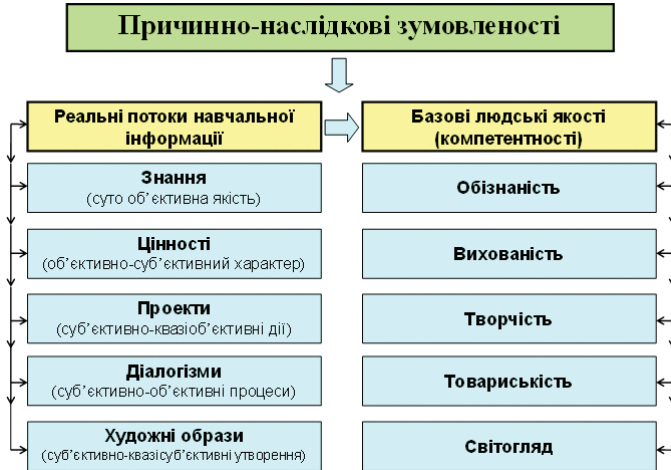 Причинно-наслідкові зумовленості
Реальні потоки навчальної
інформації
Базові людські якості
(компетентності)
Знання
(суто об’єктивна якість)
Обізнаність
Цінності
(об’єктивно-суб’єктивний характер)
Вихованість
Проекти
(суб’єктивно-квазіоб’єктивні дії)
Творчість
Діалогізми
(суб’єктивно-об’єктивні процеси)
Товариськість
Художні образи
(суб’єктивно-квазісуб’єктивні утворення)
Світогляд